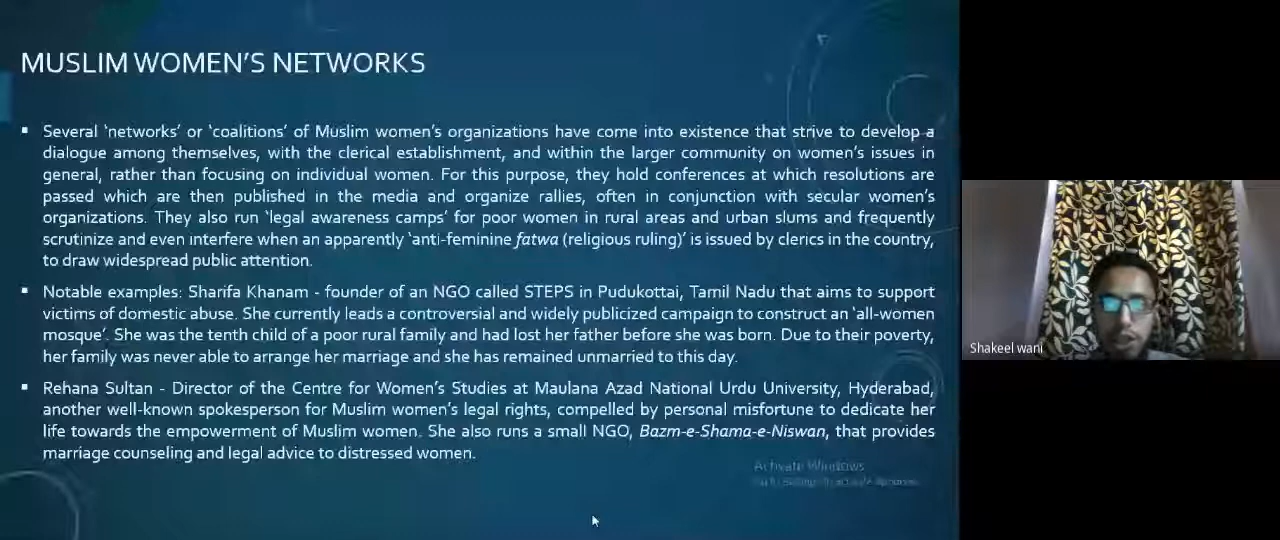 MUSLIM WOMEN'S NETWORKS
▪ Several 'networks' or 'coalitions' of Muslim women's organizations have come into existence that strive to develop a
dialogue among themselves, with the clerical establishment, and within the larger community on women's issues in
general, rather than focusing on individual women. For this purpose, they hold conferences at which resolutions are
passed which are then published in the media and organize rallies, often in conjunction with secular women's
organizations. They also run 'legal awareness camps' for poor women in rural areas and urban slums and frequently
scrutinize and even interfere when an apparently 'anti-feminine fatwa (religious ruling)' is issued by clerics in the country,
to draw widespread public attention.
▪ Notable examples: Sharifa Khanam - founder of an NGO called STEPS in Pudukottai, Tamil Nadu that aims to support
victims of domestic abuse. She currently leads a controversial and widely publicized campaign to construct an 'all-women
mosque'. She was the tenth child of a poor rural family and had lost her father before she was born. Due to their poverty,
her family was never able to arrange her marriage and she has remained unmarried to this day.
▪ Rehana Sultan - Director of the Centre for Women's Studies at Maulana Azad National Urdu University, Hyderabad,
another well-known spokesperson for Muslim women's legal rights, compelled by personal misfortune to dedicate her
life towards the empowerment of Muslim women. She also runs a small NGO, Bazm-e-Shama-e-Niswan, that provides
marriage counseling and legal advice to distressed women.
Activate Windows
Shakeel wani